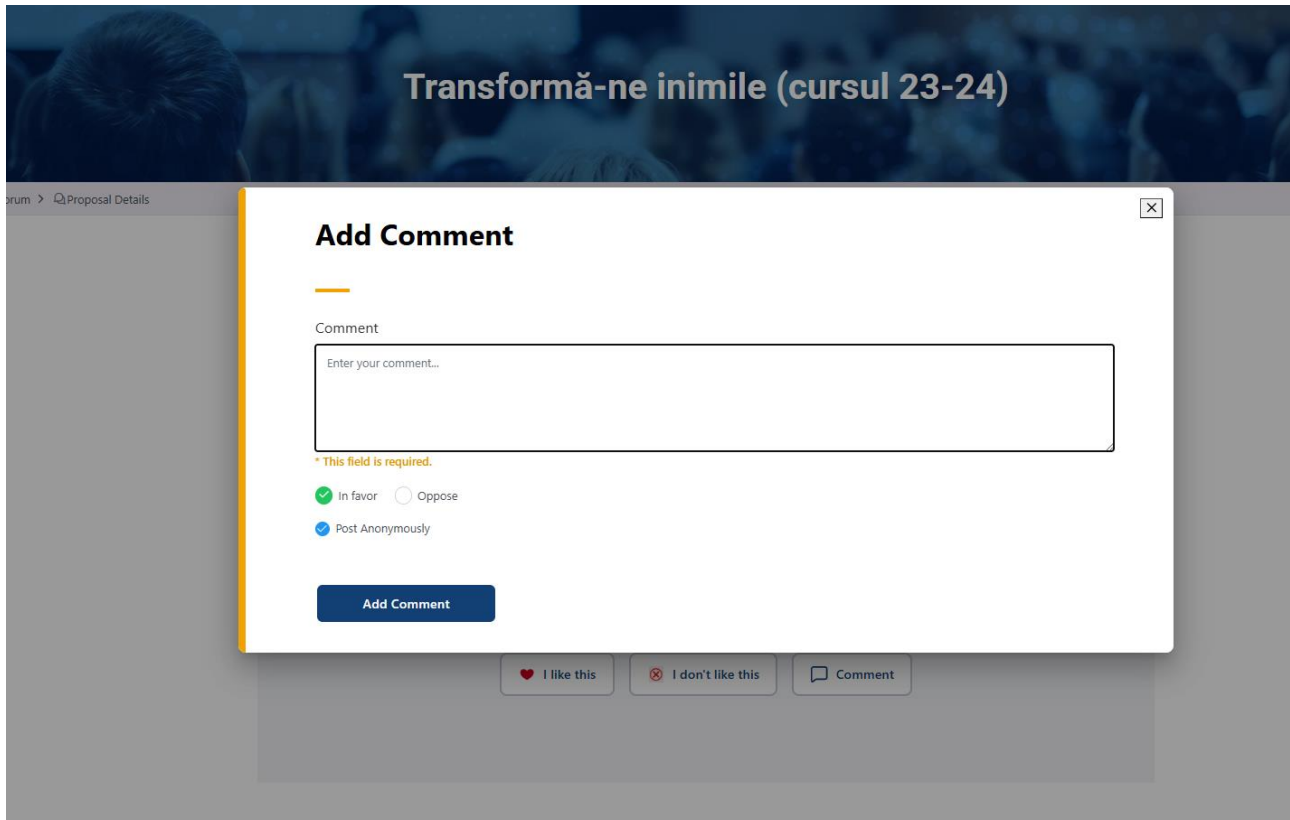 Transformă-ne inimile (cursul 23-24)
orum > Proposal Details
Add Comment
Comment
Enter your comment...
* This field is required.
In favor Oppose
Post Anonymously
Add Comment
I like this I don't like this Comment